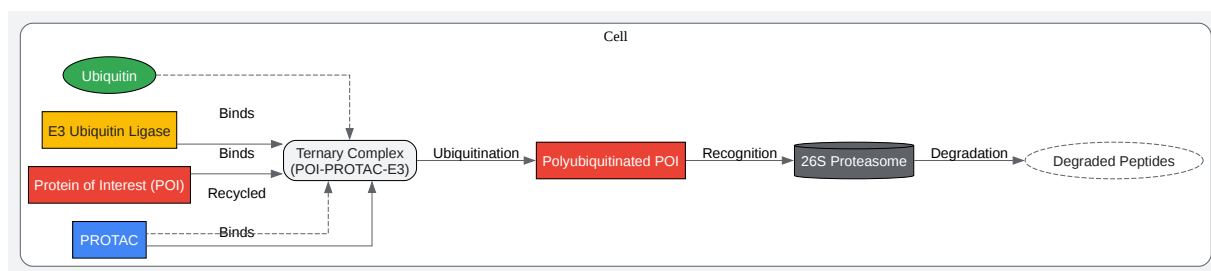 Cell
Ubiquitin
Binds
E3 Ubiquitin Ligase
Binds
Ternary Complex
(POI-PROTAC-E3)
Ubiquitination
Polyubiquitinated POI
Recognition
26S Proteasome
Degradation
Degraded Peptides
Protein of Interest (POI)
Recycled
Binds
PROTAC